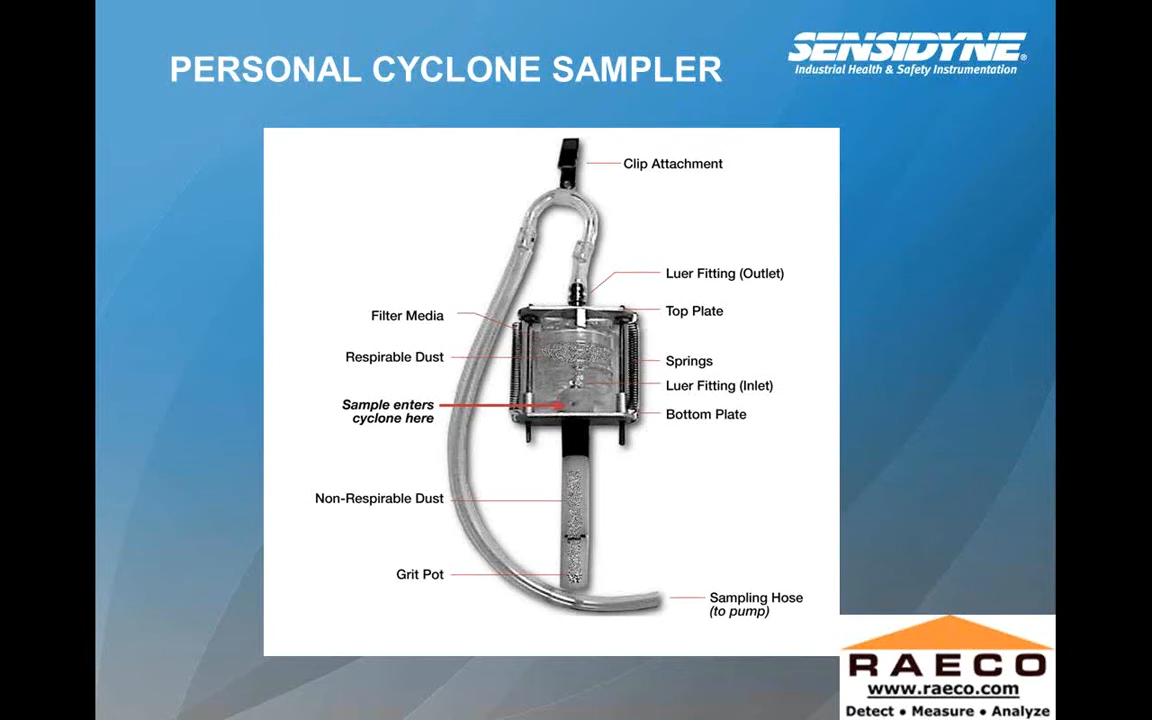 PERSONAL CYCLONE SAMPLER
SENSIDYNE®
Industrial Health & Safety Instrumentation
Clip Attachment
Luer Fitting (Outlet)
Top Plate
Filter Media
Respirable Dust
Springs
Luer Fitting (Inlet)
Sample enters
cyclone here
Bottom Plate
Non-Respirable Dust
Grit Pot
Sampling Hose
(to pump)
RAECO
www.raeco.com
Detect • Measure • Analyze